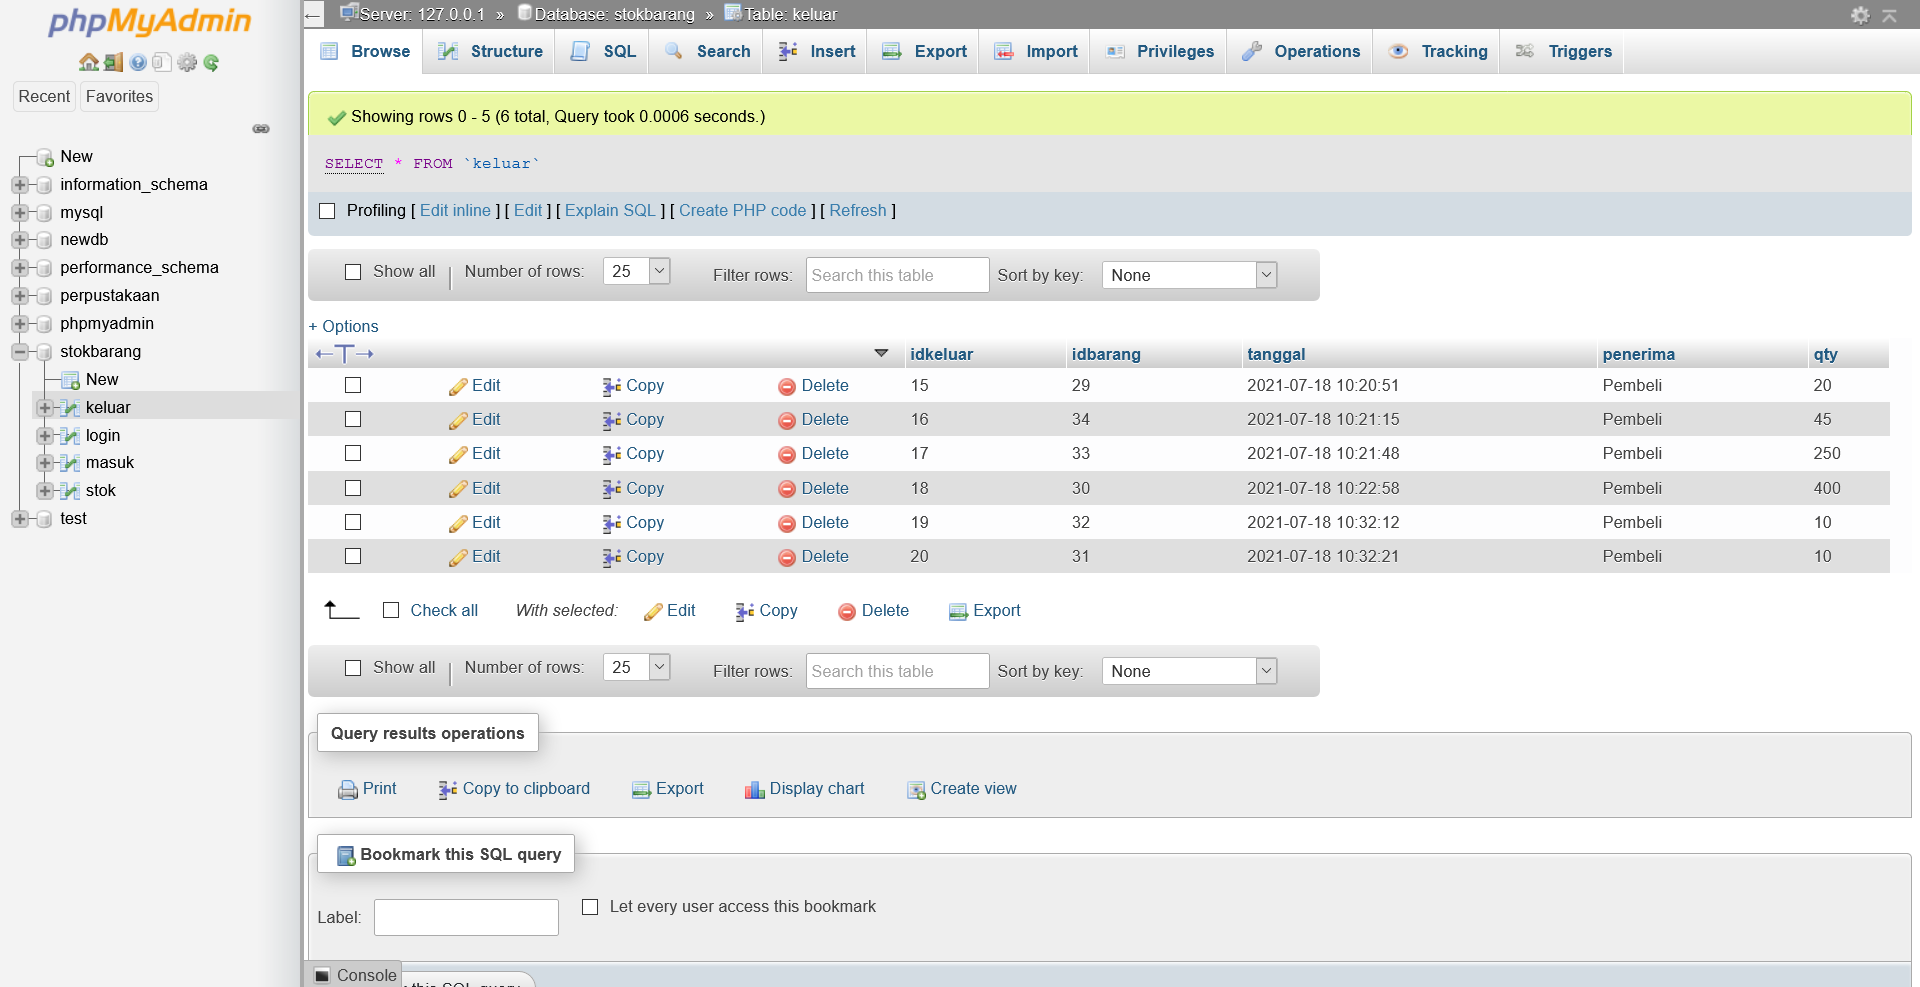 phpMyAdmin
Recent Favorites
New
information_schema
mysql
newdb
performance_schema
perpustakaan
phpmyadmin
stokbarang
New
keluar
login
masuk
stok
test
Server: 127.0.0.1 » Database: stokbarang » Table: keluar
Browse Structure SQL Search Insert Export Import Privileges Operations Tracking Triggers
Showing rows 0 - 5 (6 total, Query took 0.0006 seconds.)
SELECT * FROM `keluar`
Profiling [ Edit inline ] [ Edit ] [ Explain SQL ] [ Create PHP code ] [ Refresh ]
Show all | Number of rows: 25 Filter rows: Search this table Sort by key: None
+ Options
←T→ idkeluar idbarang tanggal penerima qty
Edit Copy Delete 15 29 2021-07-18 10:20:51 Pembeli 20
Edit Copy Delete 16 34 2021-07-18 10:21:15 Pembeli 45
Edit Copy Delete 17 33 2021-07-18 10:21:48 Pembeli 250
Edit Copy Delete 18 30 2021-07-18 10:22:58 Pembeli 400
Edit Copy Delete 19 32 2021-07-18 10:32:12 Pembeli 10
Edit Copy Delete 20 31 2021-07-18 10:32:21 Pembeli 10
Check all With selected: Edit Copy Delete Export
Show all | Number of rows: 25 Filter rows: Search this table Sort by key: None
Query results operations
Print Copy to clipboard Export Display chart Create view
Bookmark this SQL query
Label: Let every user access this bookmark
Console this SQL query